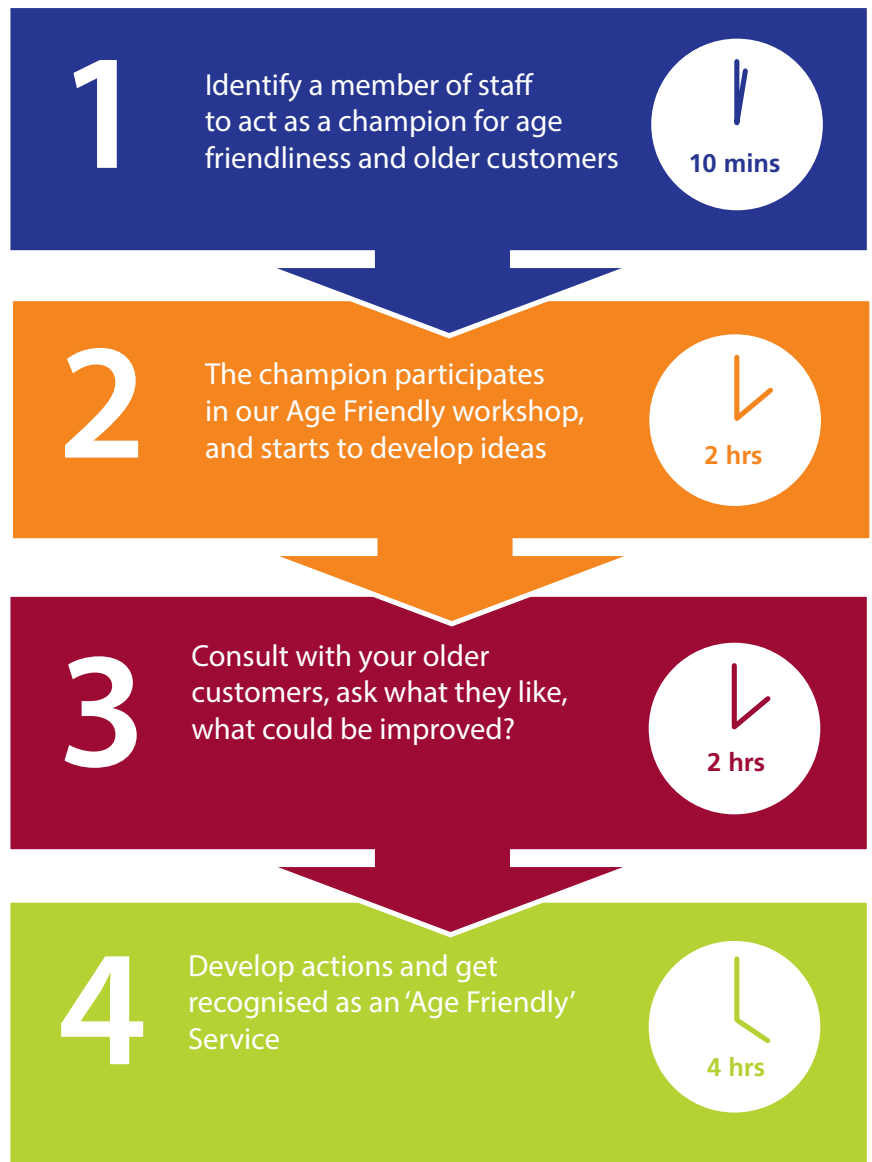 1
Identify a member of staff
to act as a champion for age
friendliness and older customers
10 mins
2
The champion participates
in our Age Friendly workshop,
and starts to develop ideas
2 hrs
3
Consult with your older
customers, ask what they like,
what could be improved?
2 hrs
4
Develop actions and get
recognised as an ‘Age Friendly’
Service
4 hrs